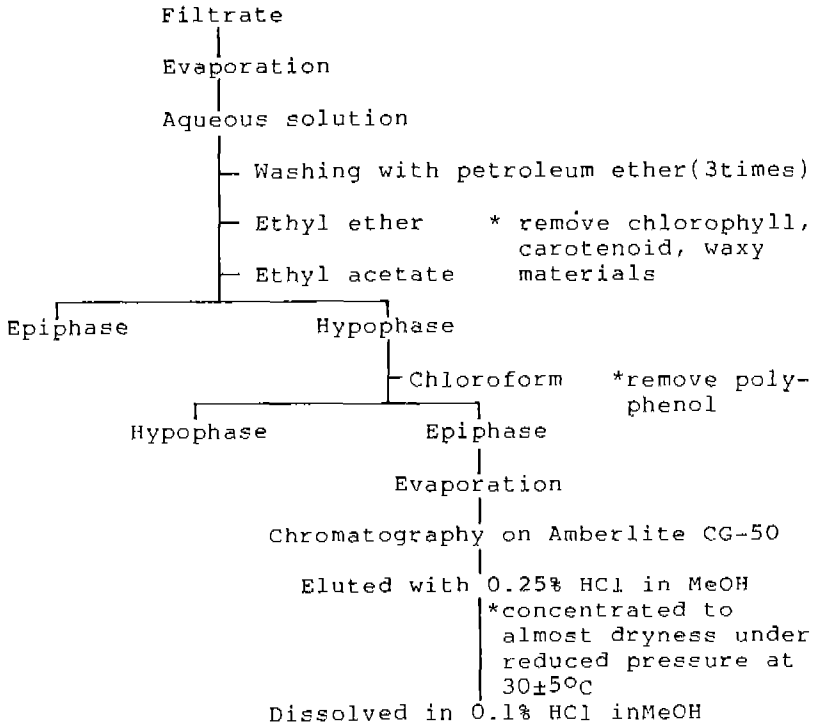 Filtrate
Evaporation
Aqueous solution
Washing with petroleum ether(3times)
Ethyl ether * remove chlorophyll,
carotenoid, waxy
Ethyl acetate materials
Epiphase Hypophase
Chloroform *remove poly-
phenol
Hypophase Epiphase
Evaporation
Chromatography on Amberlite CG-50
Eluted with 0.25% HCl in MeOH
*concentrated to
almost dryness under
reduced pressure at
30±5°C
Dissolved in 0.1% HCl inMeOH